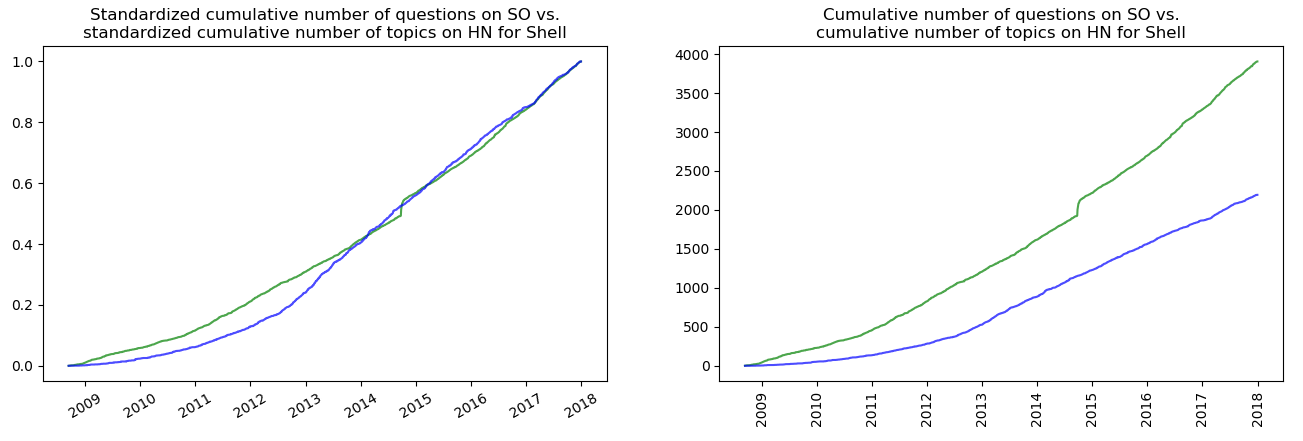 Standardized cumulative number of questions on SO vs.
standardized cumulative number of topics on HN for Shell
1.0
0.8
0.6
0.4
0.2
0.0
2009 2010 2011 2012 2013 2014 2015 2016 2017 2018
Cumulative number of questions on SO vs.
cumulative number of topics on HN for Shell
4000
3500
3000
2500
2000
1500
1000
500
0
2009 2010 2011 2012 2013 2014 2015 2016 2017 2018